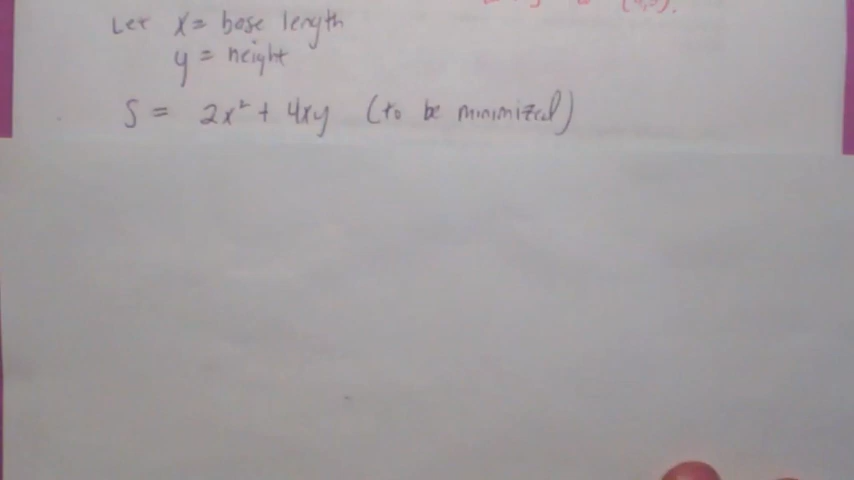 Let x = base length
y = height
S = 2x² + 4xy (to be minimized)